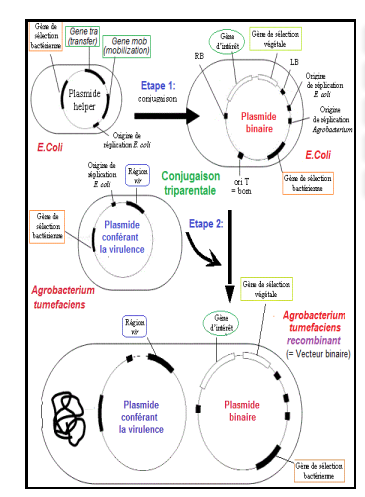 Gène de
sélection
bactérienne
Gene tra
(transfer)
Gene mob
(mobilization)
Plasmide
helper
Origine de
réplication E. coli
E.Coli
Etape 1:
conjugaison
Gène
d'intérêt
Gène de sélection
végétale
RB
LB
Origine
de réplication
E. coli
Origine
de réplication
Agrobacterium
Plasmide
binaire
ori T
= bom
E.Coli
Gène de sélection
bactérienne
Conjugaison
triparentale
Origine de
réplication
E. coli
Région
vir
Gène de
sélection
bactérienne
Plasmide
conférant
la virulence
Etape 2:
Agrobacterium
tumefaciens
Gène de sélection
végétale
Gène
d'intérêt
Agrobacterium
tumefaciens
recombinant
(= Vecteur binaire)
Région
vir
Plasmide
conférant
la virulence
Plasmide
binaire
Gène de sélection
bactérienne